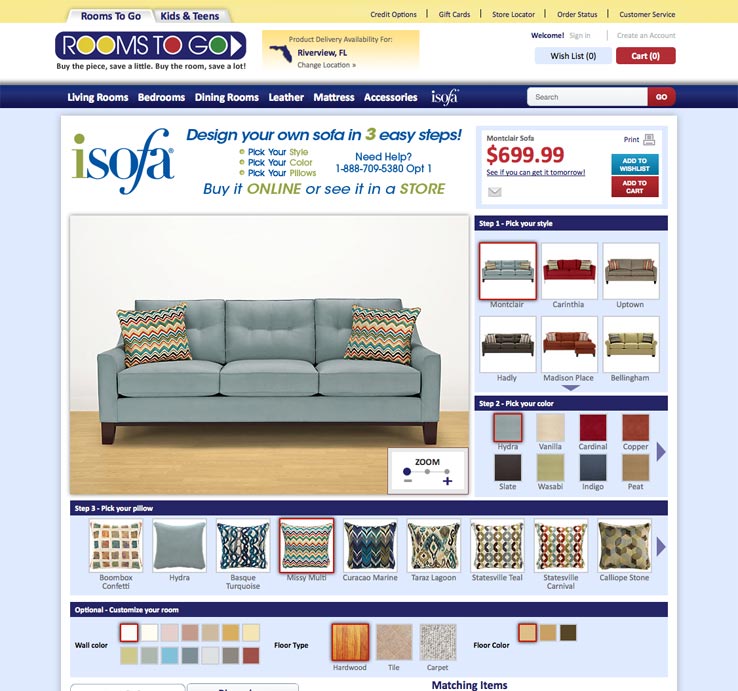 Rooms To Go
Kids & Teens
Credit Options
Gift Cards
Store Locator
Order Status
Customer Service
ROOMS TO GO
Buy the piece, save a little. Buy the room, save a lot!
Product Delivery Availability For:
Riverview, FL
Change Location »
Welcome! Sign in
Create an Account
Wish List (0)
Cart (0)
Living Rooms
Bedrooms
Dining Rooms
Leather
Mattress
Accessories
isofa
Search
GO
isofa®
Design your own sofa in 3 easy steps!
Pick Your Style
Pick Your Color
Pick Your Pillows
Need Help?
1-888-709-5380 Opt 1
Buy it ONLINE or see it in a STORE
Montclair Sofa
$699.99
See if you can get it tomorrow!
Print
ADD TO
WISHLIST
ADD TO
CART
ZOOM
Step 1 - Pick your style
Montclair
Carinthia
Uptown
Hadly
Madison Place
Bellingham
Step 2 - Pick your color
Hydra
Vanilla
Cardinal
Copper
Slate
Wasabi
Indigo
Peat
Step 3 - Pick your pillow
Boombox
Confetti
Hydra
Basque
Turquoise
Missy Multi
Curacao Marine
Taraz Lagoon
Statesville Teal
Statesville
Carnival
Calliope Stone
Optional - Customize your room
Wall color
Floor Type
Hardwood
Tile
Carpet
Floor Color
Matching Items